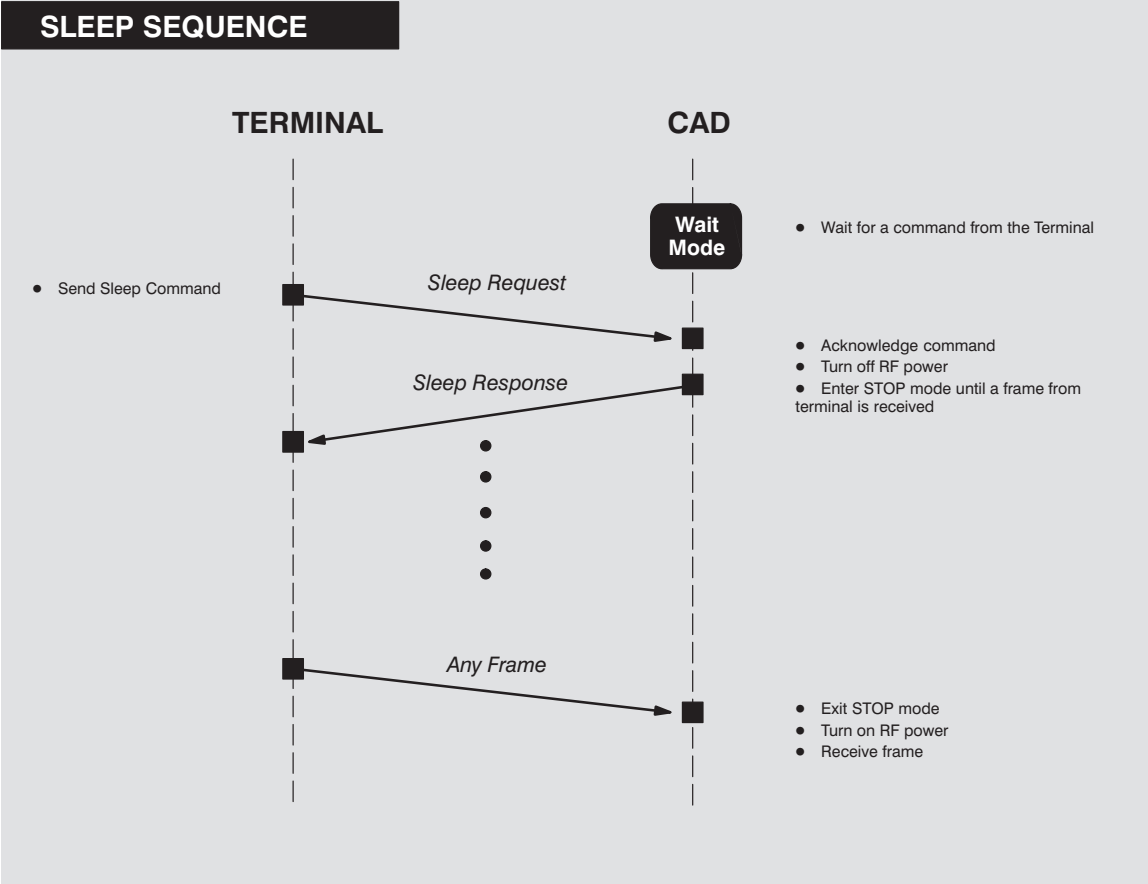 SLEEP SEQUENCE
TERMINAL
CAD
Wait
Mode
● Wait for a command from the Terminal
● Send Sleep Command
Sleep Request
● Acknowledge command
● Turn off RF power
● Enter STOP mode until a frame from
terminal is received
Sleep Response
Any Frame
● Exit STOP mode
● Turn on RF power
● Receive frame